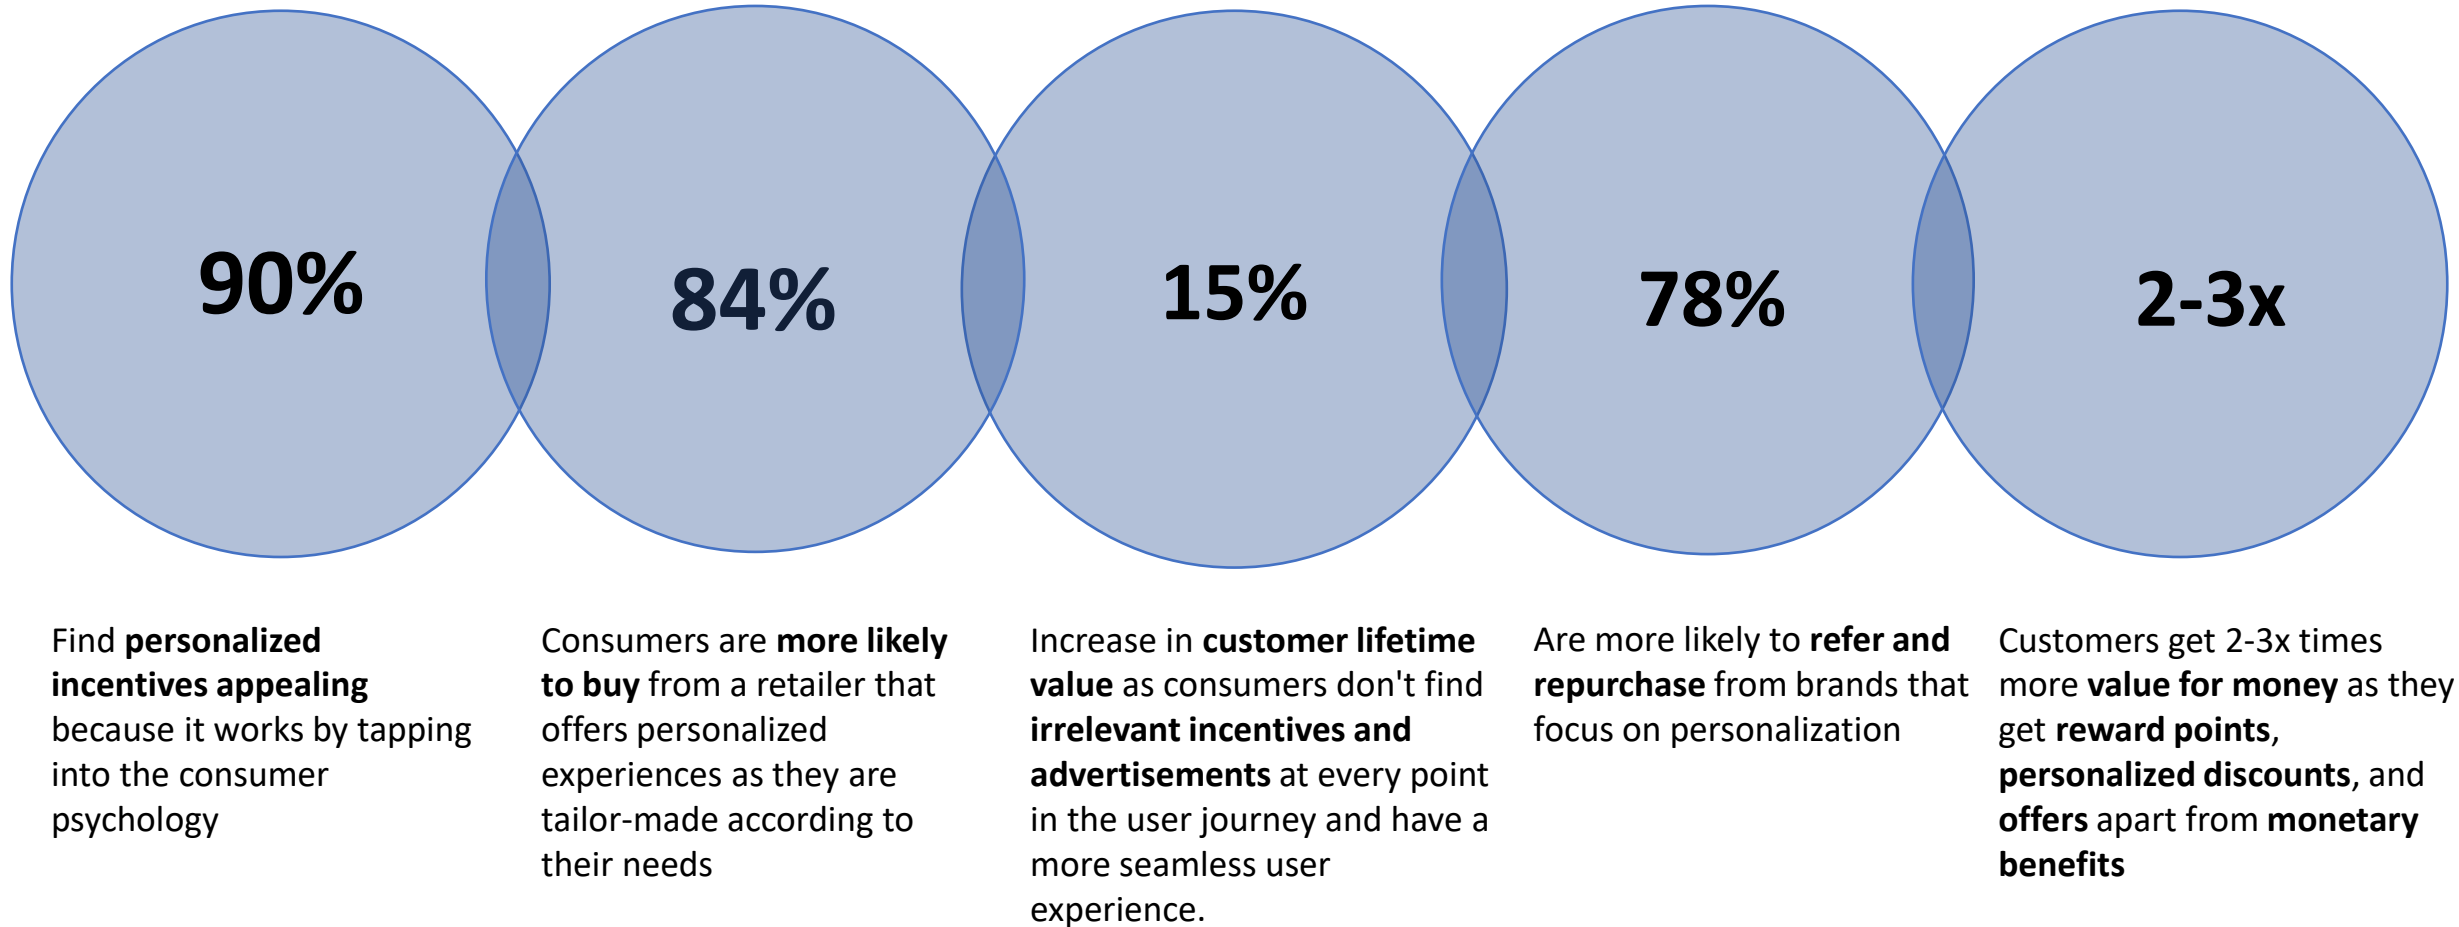 90%
84%
15%
78%
2-3x
Find personalized
incentives appealing
because it works by tapping
into the consumer
psychology
Consumers are more likely
to buy from a retailer that
offers personalized
experiences as they are
tailor-made according to
their needs
Increase in customer lifetime
value as consumers don't find
irrelevant incentives and
advertisements at every point
in the user journey and have a
more seamless user
experience.
Are more likely to refer and
repurchase from brands that
focus on personalization
Customers get 2-3x times
more value for money as they
get reward points,
personalized discounts, and
offers apart from monetary
benefits